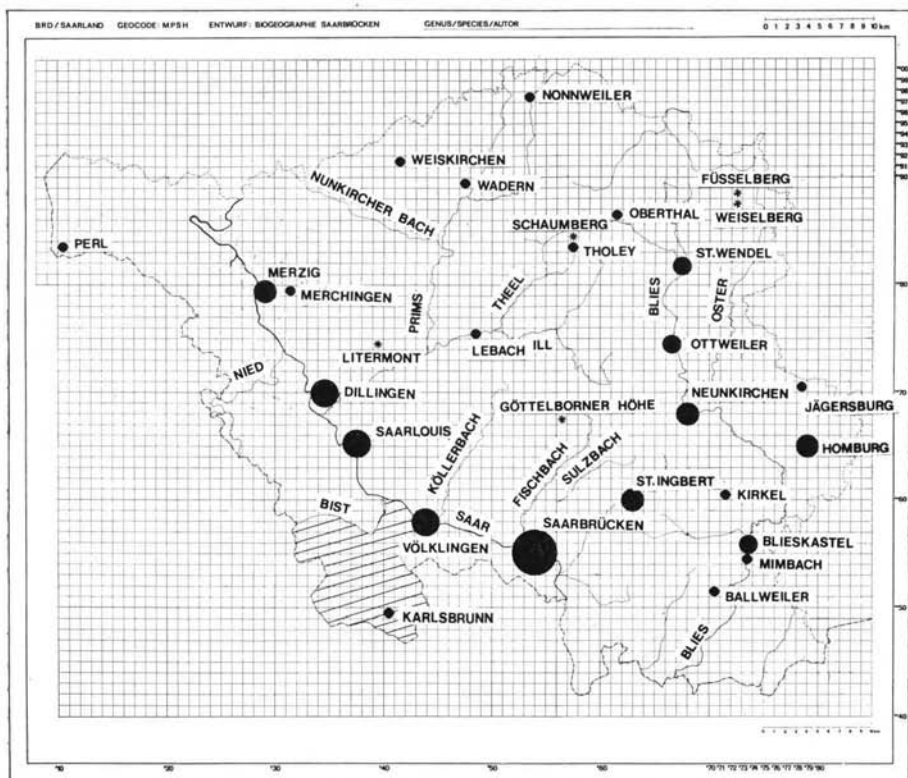 BRD/SAARLAND GEOCODE: MPSH ENTWURF: BIOGEOGRAPHIE SAARBRÜCKEN GENUS/SPECIES/AUTOR
0 1 2 3 4 5 6 7 8 9 10 km
NONNWEILER
WEISKIRCHEN
WADERN
NUNKIRCHER BACH
FÜSSELBERG
WEISELBERG
OBERTHAL
SCHAUMBERG
THOLEY
PERL
ST.WENDEL
MERZIG
MERCHINGEN
PRIMS
THEEL
BLIES
OSTER
LITERMONT
LEBACH
ILL
OTTWEILER
NIED
DILLINGEN
NEUNKIRCHEN
GÖTTELBORNER HÖHE
JÄGERSBURG
SAARLOUIS
KÖLLERBACH
FISCHBACH
SULZBACH
HOMBURG
ST.INGBERT
KIRKEL
BIST
SAAR
SAARBRÜCKEN
VÖLKLINGEN
BLIESKASTEL
MIMBACH
BALLWEILER
KARLSBRUNN
BLIES